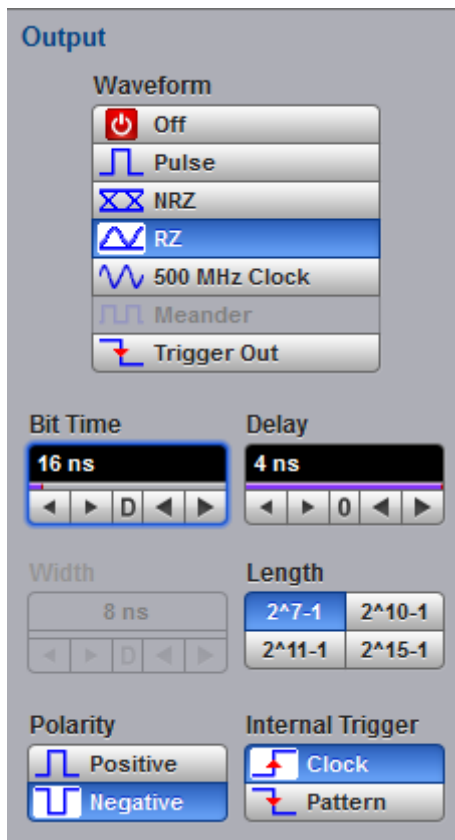 Output
Waveform
Off
Pulse
NRZ
RZ
500 MHz Clock
Meander
Trigger Out
Bit Time
Delay
16 ns
4 ns
D
0
Width
Length
8 ns
2^7-1
2^10-1
D
2^11-1
2^15-1
Polarity
Internal Trigger
Positive
Clock
Negative
Pattern